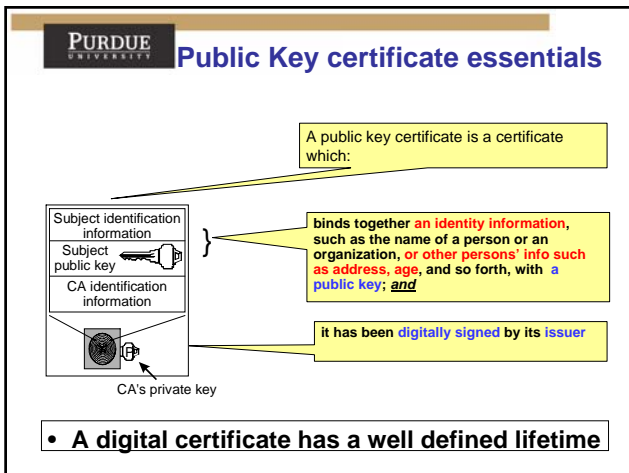 PURDUE
UNIVERSITY
Public Key certificate essentials
A public key certificate is a certificate
which:
Subject identification
information
Subject
public key
CA identification
information
}
binds together an identity information,
such as the name of a person or an
organization, or other persons' info such
as address, age, and so forth, with a
public key; and
it has been digitally signed by its issuer
CA's private key
• A digital certificate has a well defined lifetime